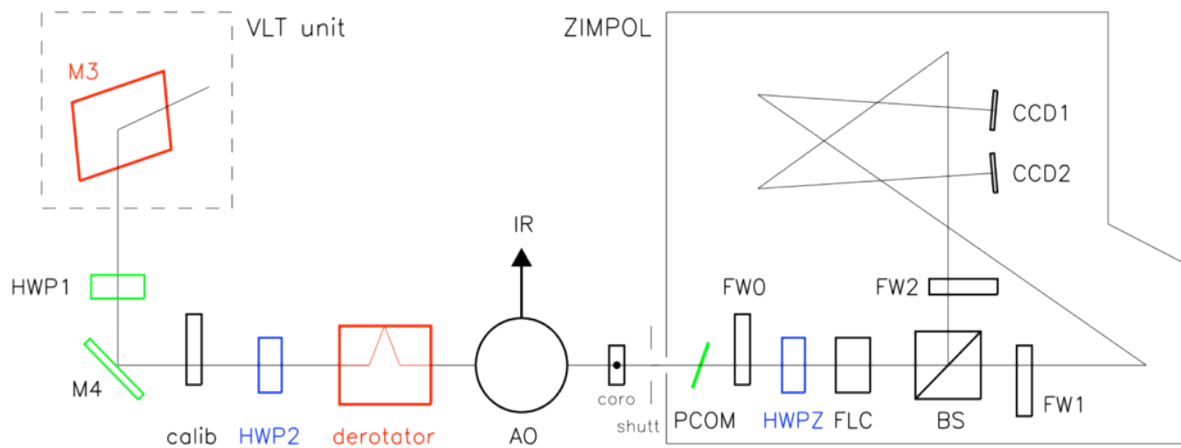 VLT unit
ZIMPOL
M3
CCD1
CCD2
IR
HWP1
FW0
FW2
M4
calib
HWP2
derotator
AO
coro
shutt
PCOM
HWPZ
FLC
BS
FW1